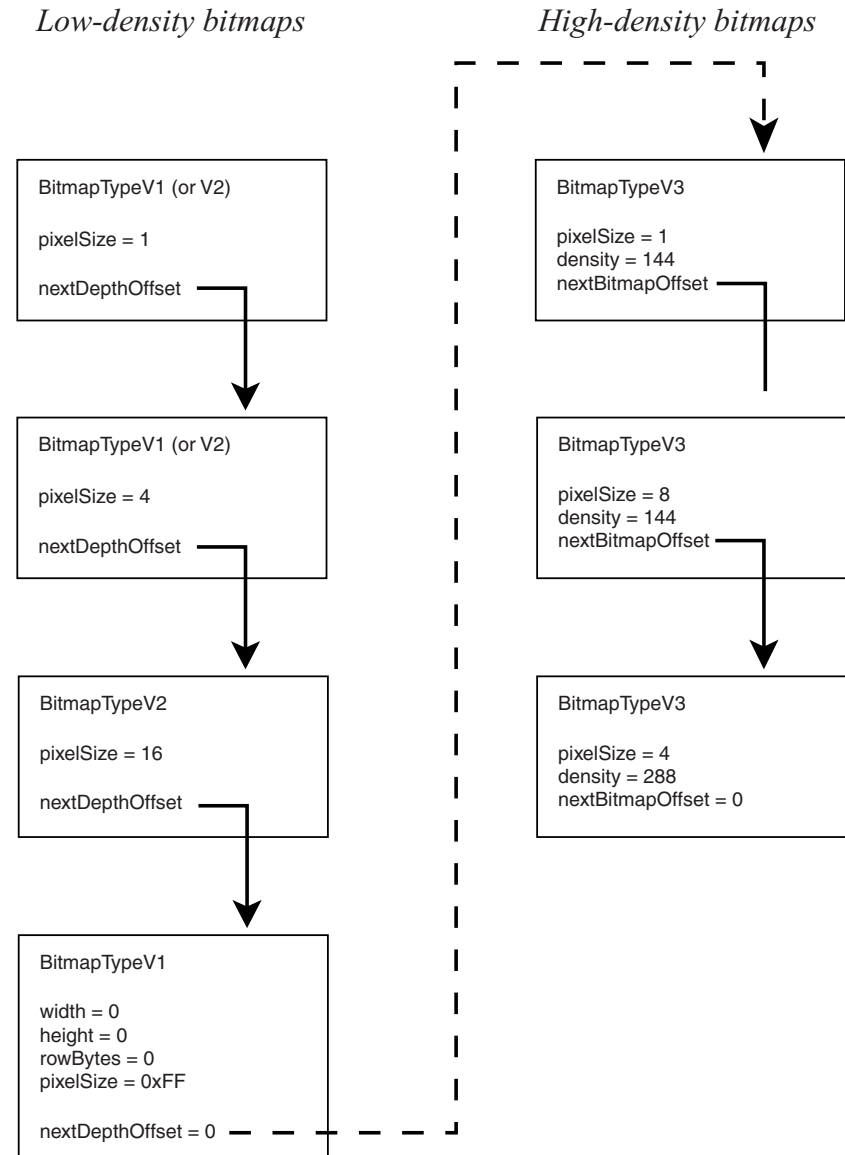 Low-density bitmaps
High-density bitmaps
BitmapTypeV1 (or V2)
pixelSize = 1
nextDepthOffset
BitmapTypeV1 (or V2)
pixelSize = 4
nextDepthOffset
BitmapTypeV2
pixelSize = 16
nextDepthOffset
BitmapTypeV1
width = 0
height = 0
rowBytes = 0
pixelSize = 0xFF
nextDepthOffset = 0
BitmapTypeV3
pixelSize = 1
density = 144
nextBitmapOffset
BitmapTypeV3
pixelSize = 8
density = 144
nextBitmapOffset
BitmapTypeV3
pixelSize = 4
density = 288
nextBitmapOffset = 0